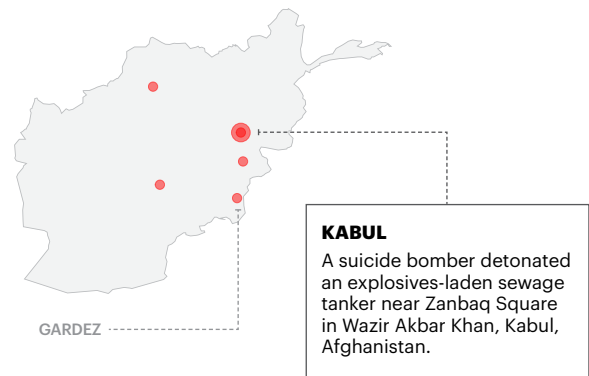 KABUL
A suicide bomber detonated
an explosives-laden sewage
tanker near Zanbaq Square
in Wazir Akbar Khan, Kabul,
Afghanistan.
GARDEZ